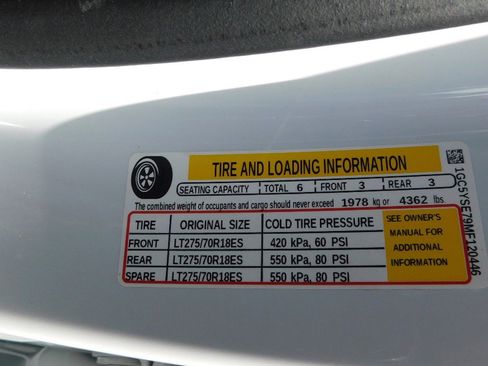 TIRE AND LOADING INFORMATION
SEATING CAPACITY TOTAL 6 FRONT 3 REAR 3
The combined weight of occupants and cargo should never exceed 1978 kg or 4362 lbs.
TIRE ORIGINAL SIZE COLD TIRE PRESSURE
FRONT LT275/70R18ES 420 kPa, 60 PSI
REAR LT275/70R18ES 550 kPa, 80 PSI
SPARE LT275/70R18ES 550 kPa, 80 PSI
SEE OWNER'S
MANUAL FOR
ADDITIONAL
INFORMATION
1GC5YSE79MF120446